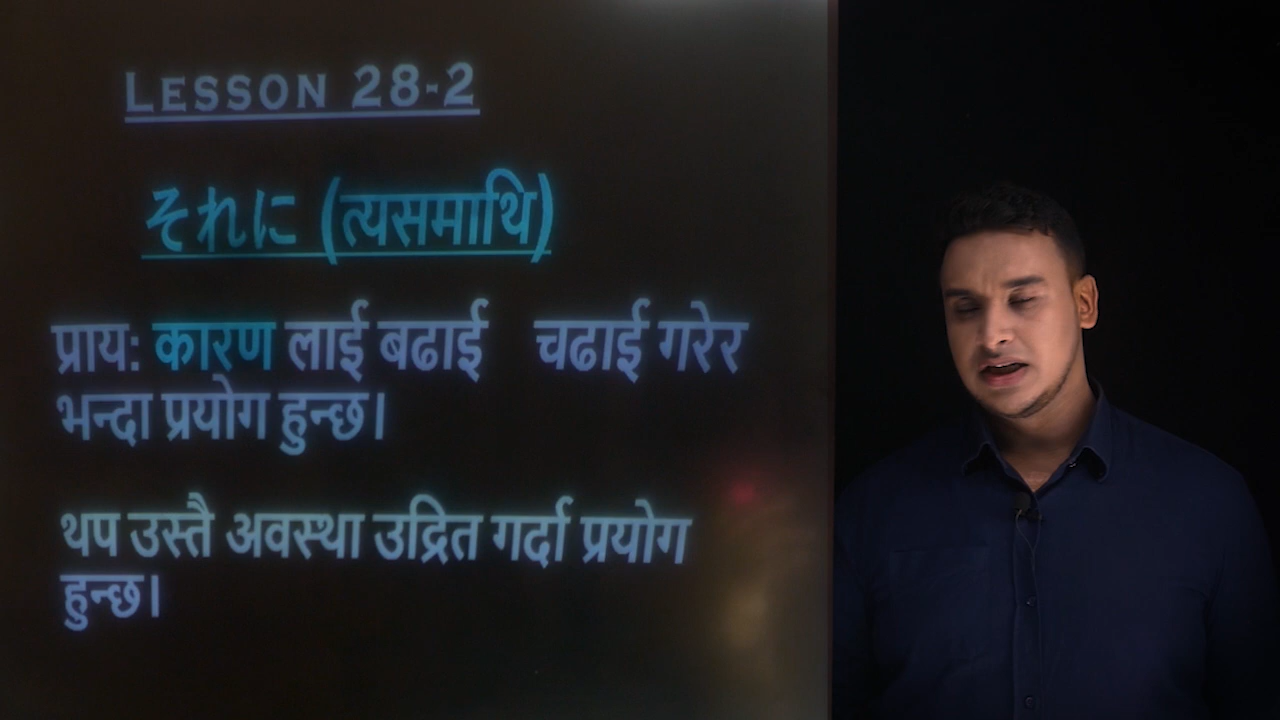 LESSON 28-2
それに (त्यसमाथि)
प्राय: कारण लाई बढाई चढाई गरेर
भन्दा प्रयोग हुन्छ।
थप उस्तै अवस्था उद्रित गर्दा प्रयोग
हुन्छ।